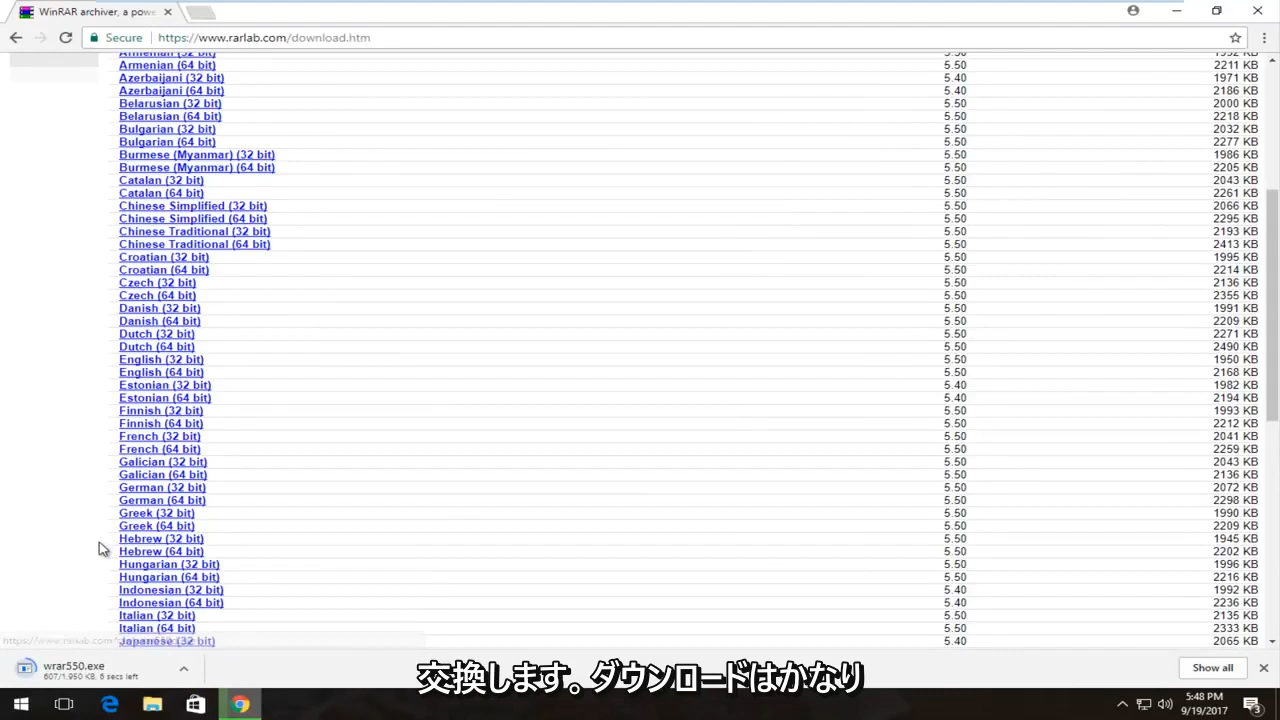 WinRAR archiver, a pow
Secure https://www.rarlab.com/download.htm
Armenian (32 bit) 5.50 1992 KB
Armenian (64 bit) 5.50 2211 KB
Azerbaijani (32 bit) 5.40 1971 KB
Azerbaijani (64 bit) 5.40 2186 KB
Belarusian (32 bit) 5.50 2000 KB
Belarusian (64 bit) 5.50 2218 KB
Bulgarian (32 bit) 5.50 2032 KB
Bulgarian (64 bit) 5.50 2277 KB
Burmese (Myanmar) (32 bit) 5.50 1986 KB
Burmese (Myanmar) (64 bit) 5.50 2205 KB
Catalan (32 bit) 5.50 2043 KB
Catalan (64 bit) 5.50 2261 KB
Chinese Simplified (32 bit) 5.50 2066 KB
Chinese Simplified (64 bit) 5.50 2295 KB
Chinese Traditional (32 bit) 5.50 2193 KB
Chinese Traditional (64 bit) 5.50 2413 KB
Croatian (32 bit) 5.50 1995 KB
Croatian (64 bit) 5.50 2214 KB
Czech (32 bit) 5.50 2136 KB
Czech (64 bit) 5.50 2355 KB
Danish (32 bit) 5.50 1991 KB
Danish (64 bit) 5.50 2209 KB
Dutch (32 bit) 5.50 2271 KB
Dutch (64 bit) 5.50 2490 KB
English (32 bit) 5.50 1950 KB
English (64 bit) 5.50 2168 KB
Estonian (32 bit) 5.40 1982 KB
Estonian (64 bit) 5.40 2194 KB
Finnish (32 bit) 5.50 1993 KB
Finnish (64 bit) 5.50 2212 KB
French (32 bit) 5.50 2041 KB
French (64 bit) 5.50 2259 KB
Galician (32 bit) 5.50 2043 KB
Galician (64 bit) 5.50 2136 KB
German (32 bit) 5.50 2072 KB
German (64 bit) 5.50 2298 KB
Greek (32 bit) 5.50 1990 KB
Greek (64 bit) 5.50 2209 KB
Hebrew (32 bit) 5.50 1945 KB
Hebrew (64 bit) 5.50 2202 KB
Hungarian (32 bit) 5.50 1996 KB
Hungarian (64 bit) 5.50 2216 KB
Indonesian (32 bit) 5.40 1992 KB
Indonesian (64 bit) 5.40 2236 KB
Italian (32 bit) 5.50 2135 KB
Italian (64 bit) 5.50 2333 KB
Japanese (32 bit) 5.40 2065 KB
wrar550.exe
607/1,950 KB, 6 secs left
Show all
交換します。ダウンロードはかなり
5:48 PM
9/19/2017
3